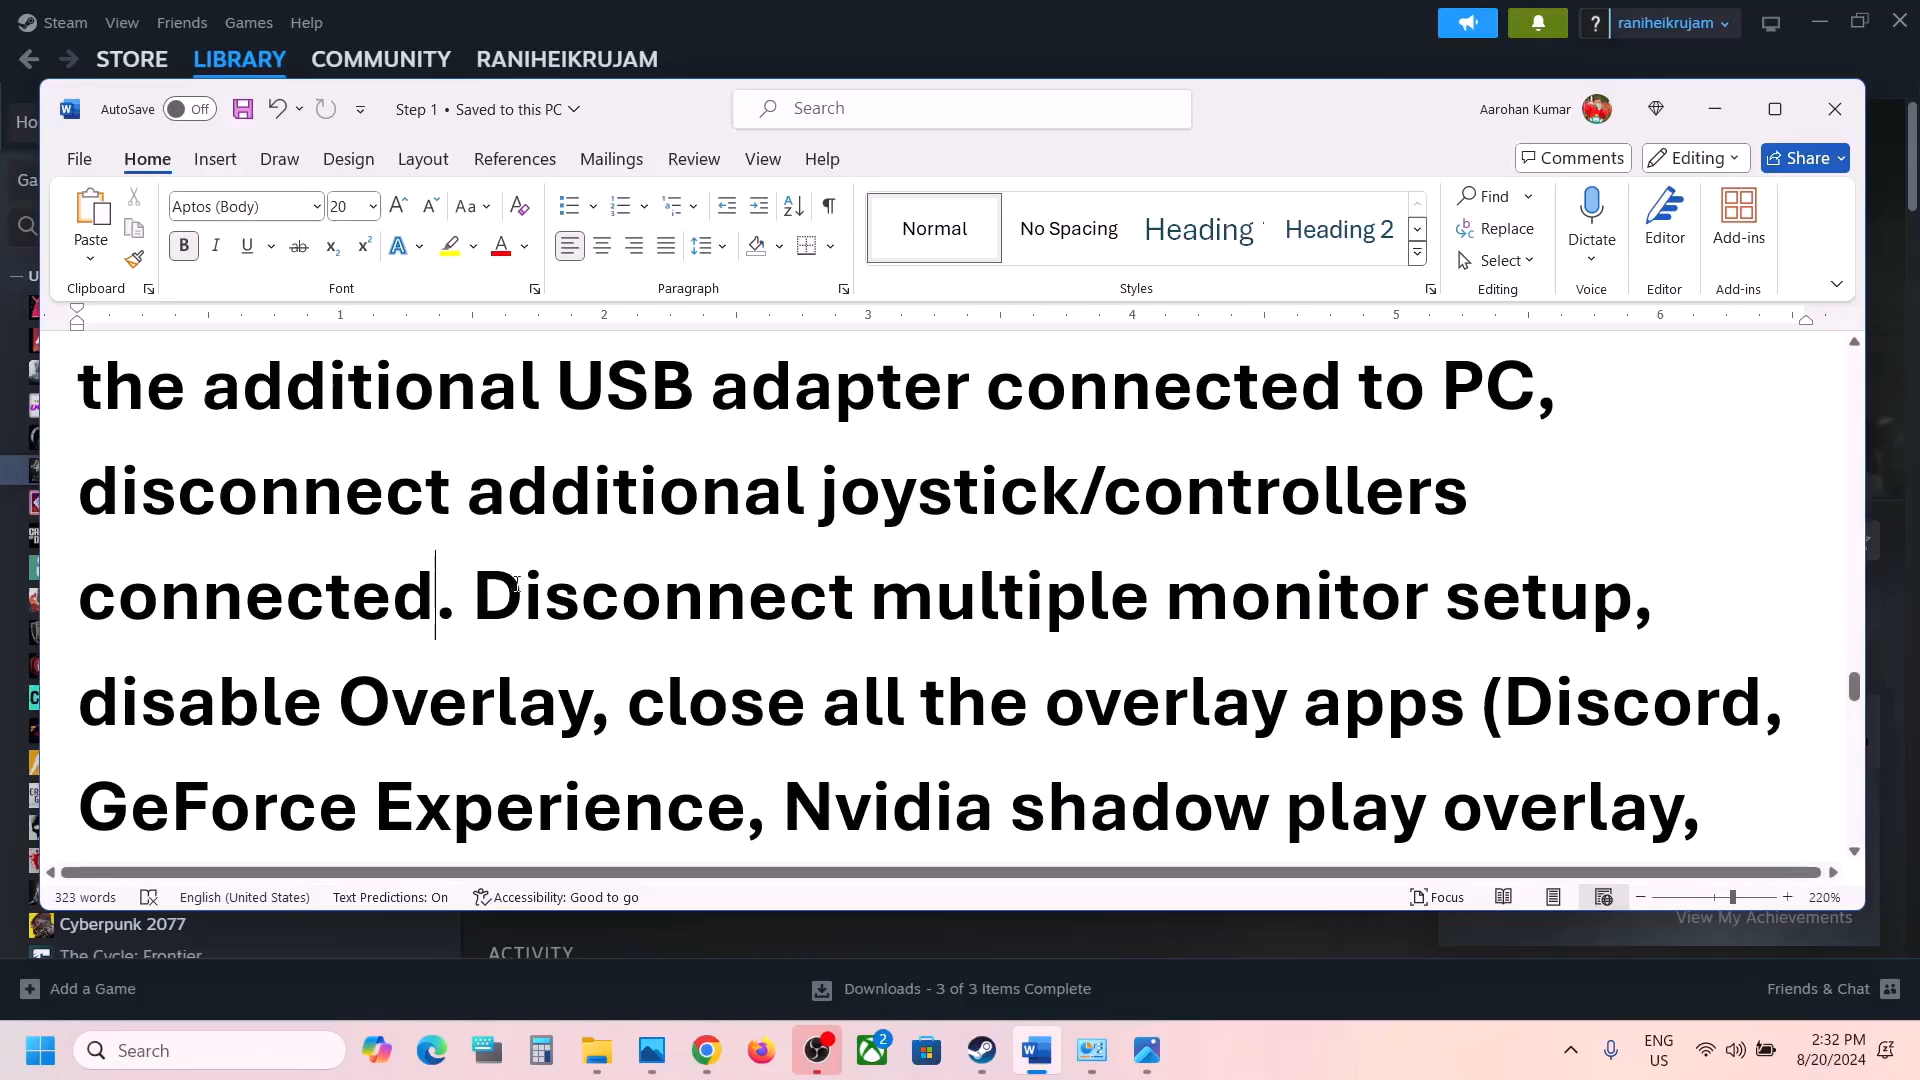 Steam View Friends Games Help
raniheikrujam
STORE LIBRARY COMMUNITY RANIHEIKRUJAM
AutoSave Off Step 1 • Saved to this PC Search Aarohan Kumar
File Home Insert Draw Design Layout References Mailings Review View Help Comments Editing Share
Paste
Aptos (Body) 20
Normal No Spacing Heading Heading 2
Find
Replace
Select
Dictate Editor Add-ins
Clipboard Font Paragraph Styles Editing Voice Editor Add-ins
1 2 3 4 5 6
the additional USB adapter connected to PC,
disconnect additional joystick/controllers
connected. Disconnect multiple monitor setup,
disable Overlay, close all the overlay apps (Discord,
GeForce Experience, Nvidia shadow play overlay,
323 words English (United States) Text Predictions: On Accessibility: Good to go Focus 220%
View My Achievements
Cyberpunk 2077
The Cycle: Frontier
ACTIVITY
Add a Game Downloads - 3 of 3 Items Complete Friends & Chat
Search 2 ENG US 2:32 PM 8/20/2024